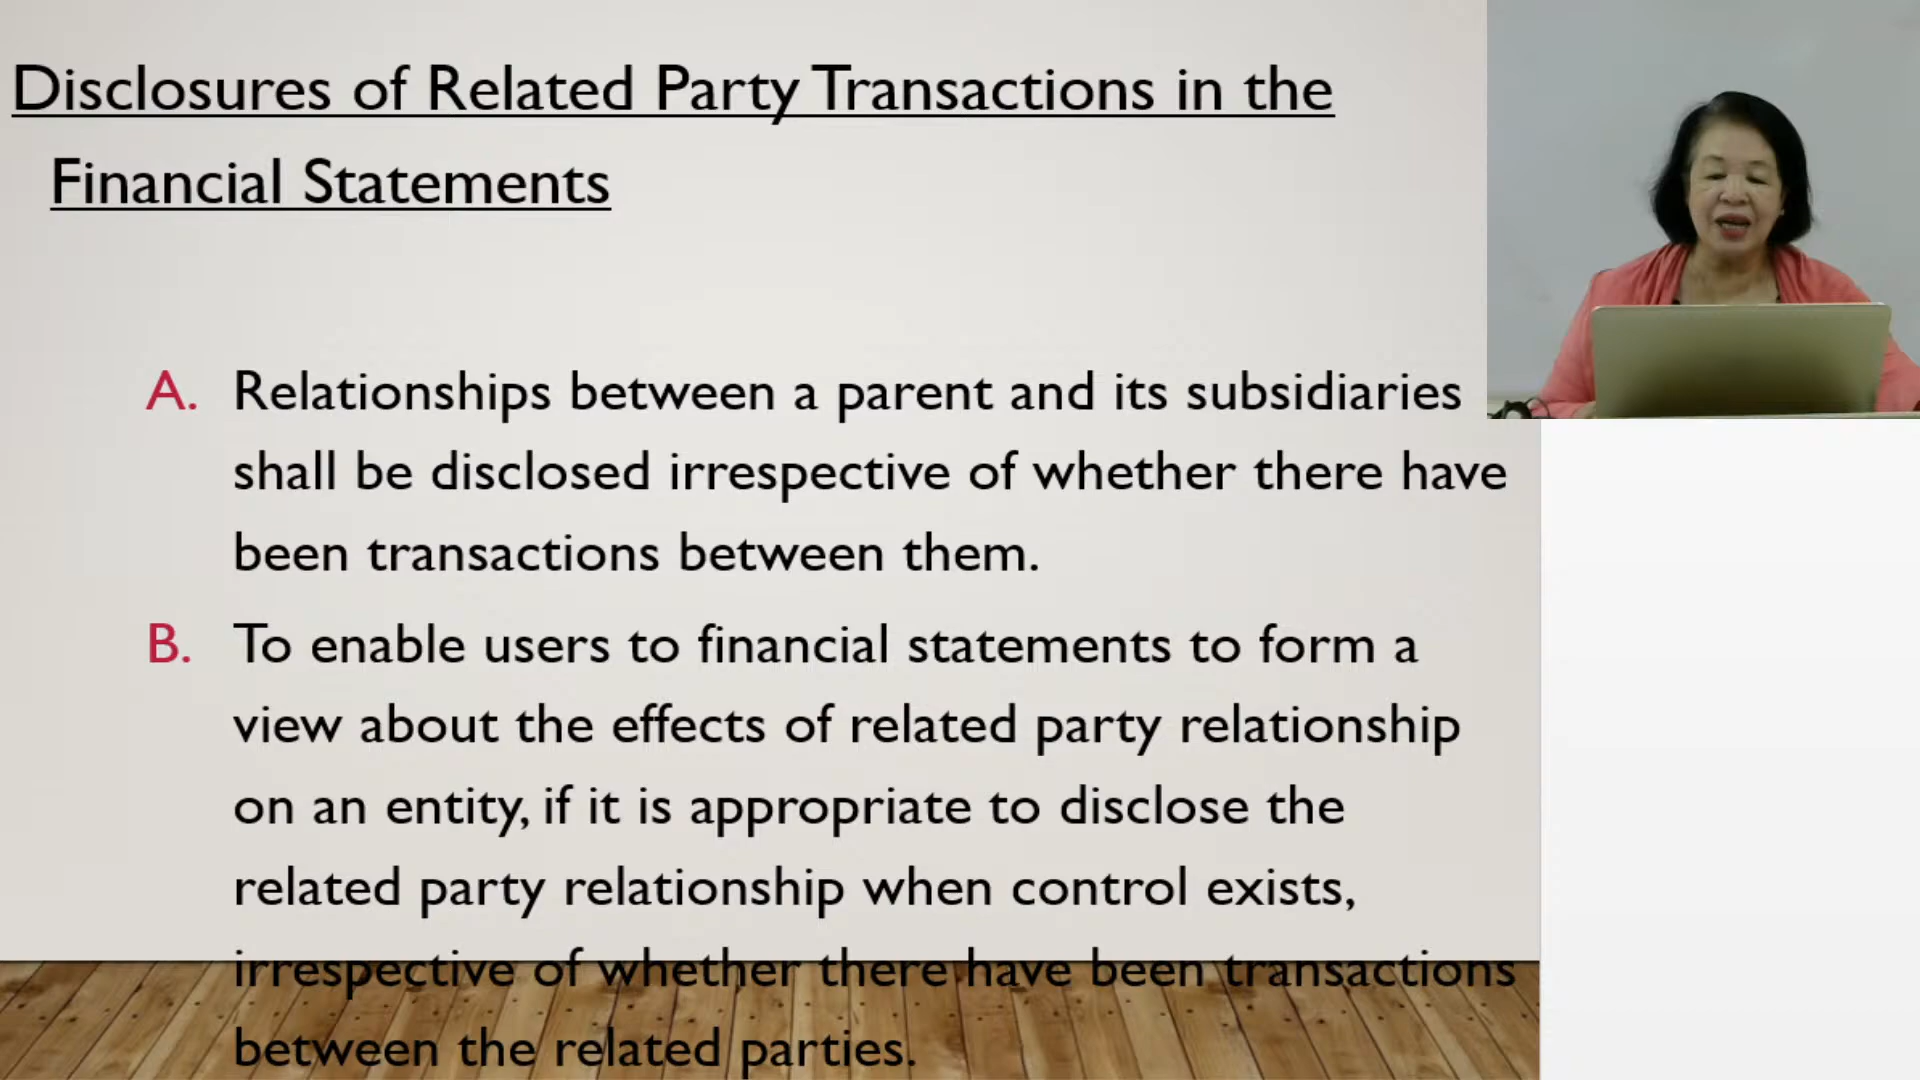 Disclosures of Related Party Transactions in the
Financial Statements
A. Relationships between a parent and its subsidiaries
shall be disclosed irrespective of whether there have
been transactions between them.
B. To enable users to financial statements to form a
view about the effects of related party relationship
on an entity, if it is appropriate to disclose the
related party relationship when control exists,
irrespective of whether there have been transactions
between the related parties.